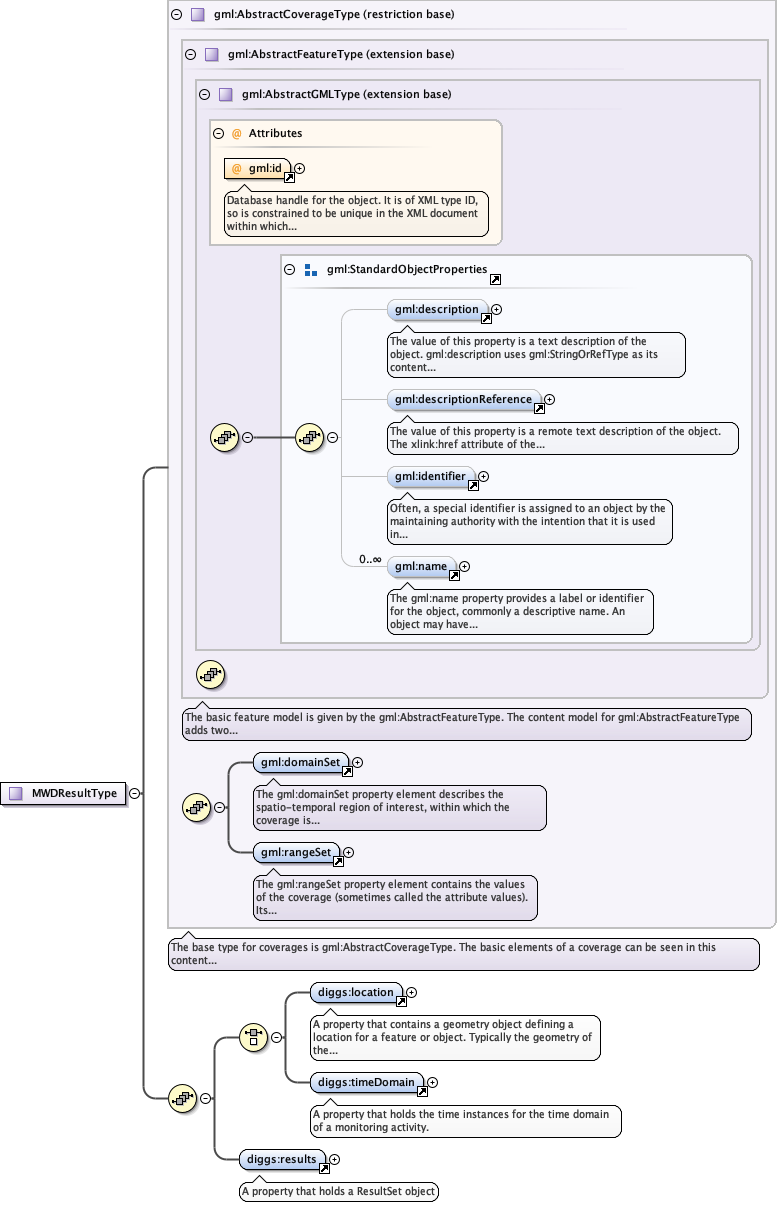 gml:AbstractCoverageType (restriction base)
gml:AbstractFeatureType (extension base)
gml:AbstractGMLType (extension base)
@ Attributes
@ gml:id
Database handle for the object. It is of XML type ID,
so is constrained to be unique in the XML document
within which...
gml:StandardObjectProperties
gml:description
The value of this property is a text description of the
object. gml:description uses gml:StringOrRefType as its
content...
gml:descriptionReference
The value of this property is a remote text description of the object.
The xlink:href attribute of the...
gml:identifier
Often, a special identifier is assigned to an object by the
maintaining authority with the intention that it is used
in...
0..∞
gml:name
The gml:name property provides a label or identifier
for the object, commonly a descriptive name. An
object may have...
The basic feature model is given by the gml:AbstractFeatureType. The content model for gml:AbstractFeatureType
adds two...
gml:domainSet
The gml:domainSet property element describes the
spatio-temporal region of interest, within which the
coverage is...
MWDResultType
gml:rangeSet
The gml:rangeSet property element contains the values
of the coverage (sometimes called the attribute values).
Its...
The base type for coverages is gml:AbstractCoverageType. The basic elements of a coverage can be seen in this
content...
diggs:location
A property that contains a geometry object defining a
location for a feature or object. Typically the geometry of
the...
diggs:timeDomain
A property that holds the time instances for the time domain
of a monitoring activity.
diggs:results
A property that holds a ResultSet object